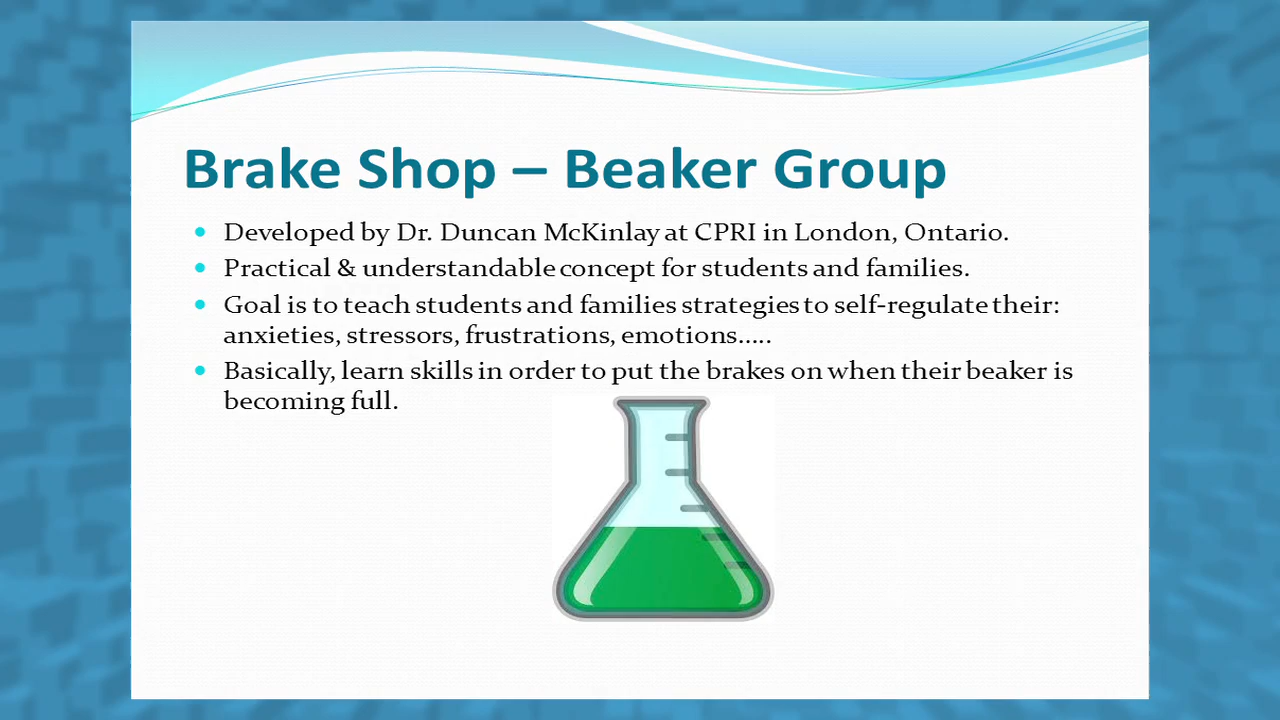 Brake Shop – Beaker Group
Developed by Dr. Duncan McKinlay at CPRI in London, Ontario.
Practical & understandable concept for students and families.
Goal is to teach students and families strategies to self-regulate their:
anxieties, stressors, frustrations, emotions.....
Basically, learn skills in order to put the brakes on when their beaker is
becoming full.